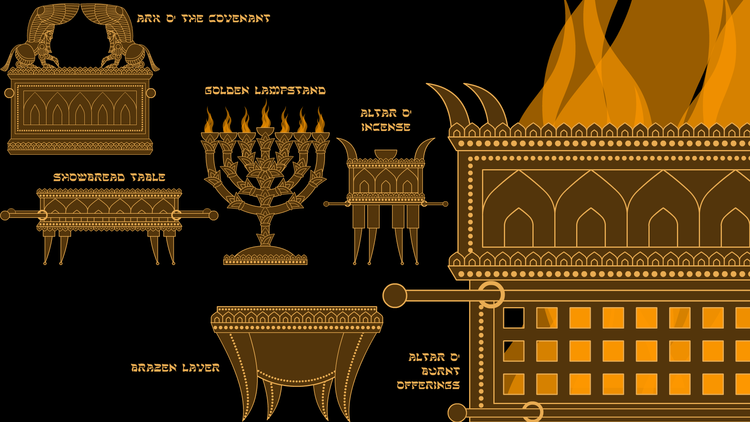 ARK O' THE COVENANT
GOLDEN LAMPSTAND
ALTAR O'
INCENSE
SHOWBREAD TABLE
BRAZEN LAVER
ALTAR O'
BURNT
OFFERINGS